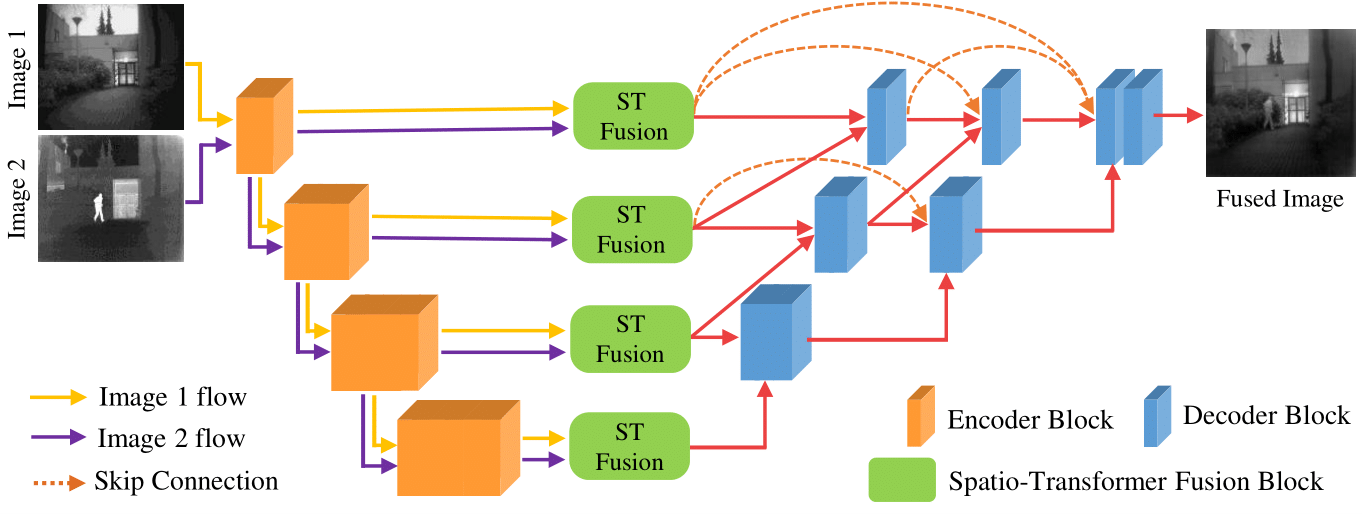 Image 1
Image 2
ST
Fusion
ST
Fusion
ST
Fusion
ST
Fusion
Fused Image
Image 1 flow
Image 2 flow
Skip Connection
Encoder Block
Decoder Block
Spatio-Transformer Fusion Block